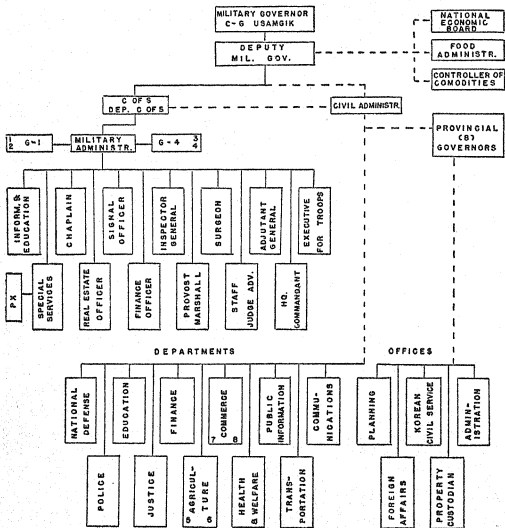 MILITARY GOVERNOR
C-G USAMGIK
DEPUTY
MIL. GOV.
NATIONAL
ECONOMIC
BOARD
FOOD
ADMINISTR.
CONTROLLER OF
COMODITIES
C OF S
DEP. C OF S
CIVIL ADMINISTR.
PROVINCIAL
(8)
GOVERNORS
1
2
G-1
MILITARY
ADMINISTR.
G-4
3
4
INFORM. &
EDUCATION
CHAPLAIN
SIGNAL
OFFICER
INSPECTOR
GENERAL
SURGEON
ADJUTANT
GENERAL
EXECUTIVE
FOR TROOPS
PX
SPECIAL
SERVICES
REAL ESTATE
OFFICER
FINANCE
OFFICER
PROVOST
MARSHALL
STAFF
JUDGE ADV.
HQ.
COMMANDANT
DEPARTMENTS
OFFICES
NATIONAL
DEFENSE
EDUCATION
FINANCE
COMMERCE
7 8
PUBLIC
INFORMATION
COMMU-
NICATIONS
PLANNING
KOREAN
CIVIL SERVICE
ADMIN-
ISTRATION
POLICE
JUSTICE
AGRICUL-
TURE
5 6
HEALTH
& WELFARE
TRANS-
PORTATION
FOREIGN
AFFAIRS
PROPERTY
CUSTODIAN